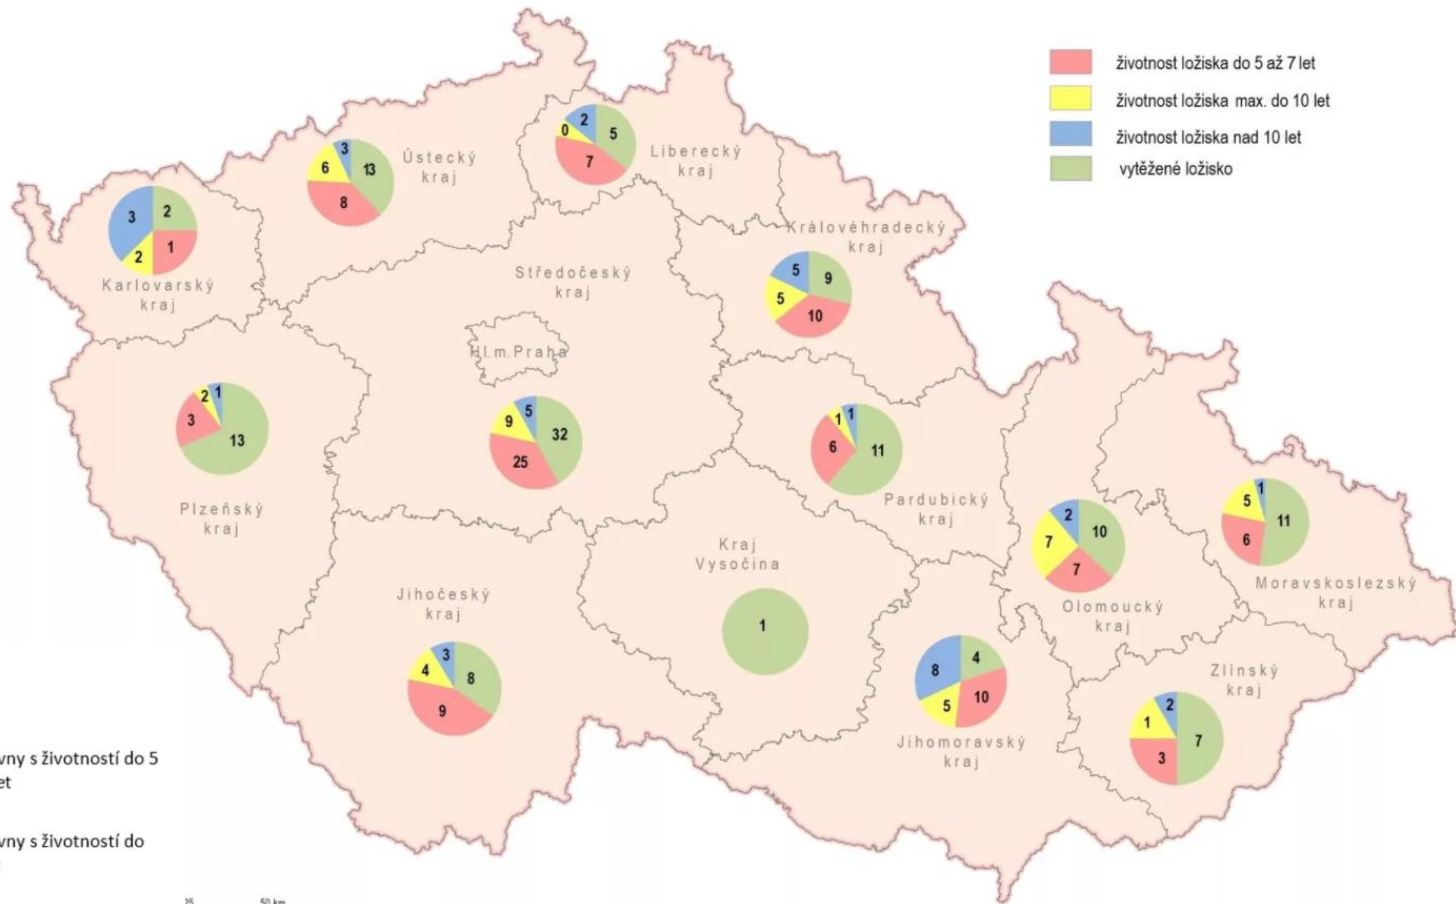 životnost ložiska do 5 až 7 let
životnost ložiska max. do 10 let
životnost ložiska nad 10 let
vytěžené ložisko
2
5
0
7
Liberecký
kraj
3
6
13
8
Ústecký
kraj
3
2
2
1
Karlovarský
kraj
Královéhradecký
kraj
5
9
5
10
Středočeský
kraj
Hl.m.Praha
5
9
32
25
2
1
3
13
Plzeňský
kraj
1
1
6
11
Pardubický
kraj
1
5
11
6
Moravskoslezský
kraj
2
10
7
7
Olomoucký
kraj
Kraj
Vysočina
1
Jihočeský
kraj
3
4
8
9
8
4
5
10
Jihomoravský
kraj
Zlínský
kraj
2
1
7
3
vny s životností do 5
et
vny s životností do
25 50 km